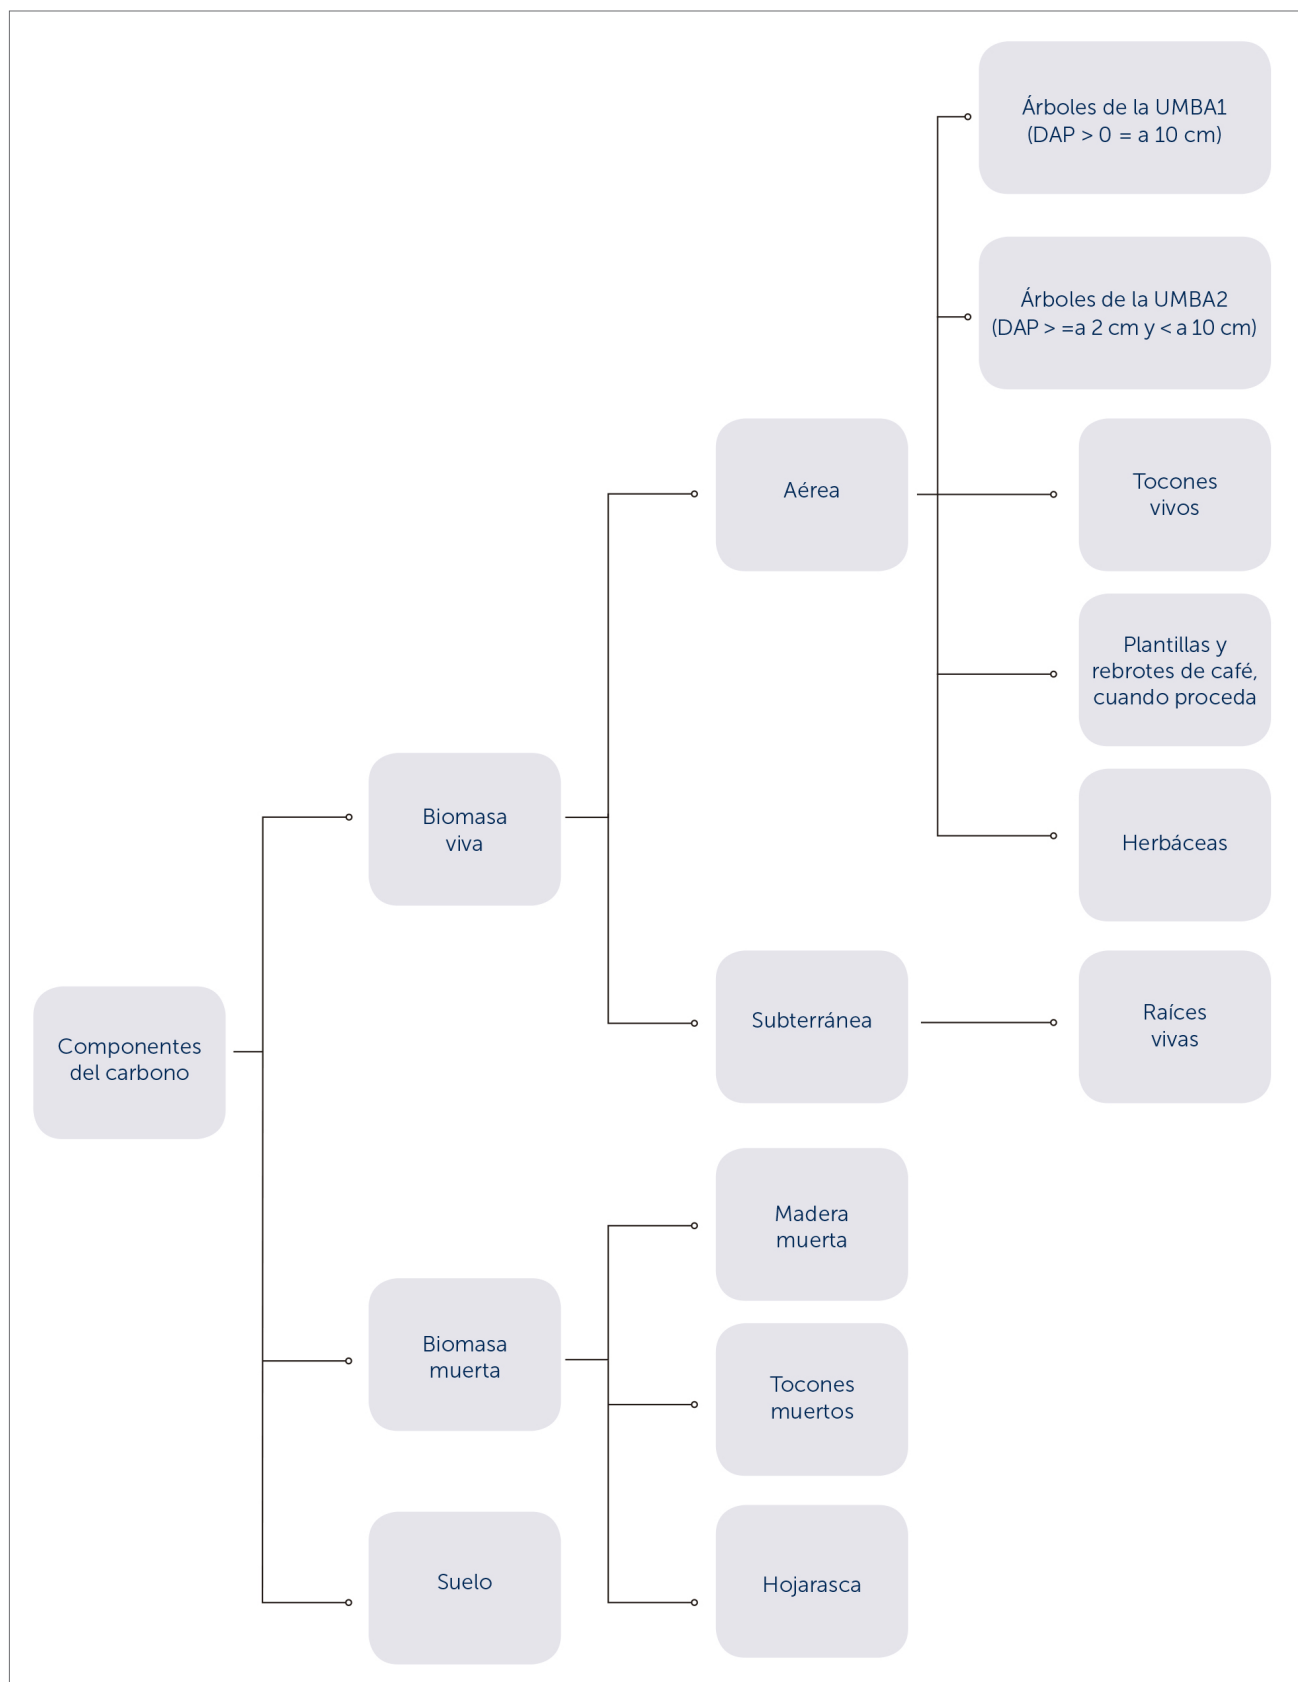 Árboles de la UMBA1
(DAP > 0 = a 10 cm)
Árboles de la UMBA2
(DAP > =a 2 cm y < a 10 cm)
Aérea
Tocones
vivos
Plantillas y
rebrotes de café,
cuando proceda
Biomasa
viva
Herbáceas
Componentes
del carbono
Subterránea
Raíces
vivas
Madera
muerta
Biomasa
muerta
Tocones
muertos
Suelo
Hojarasca